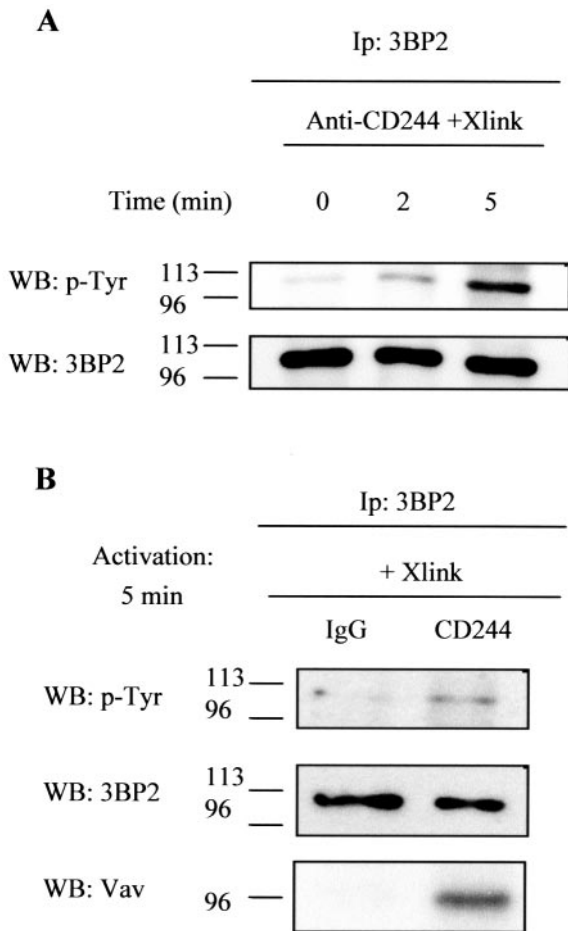 A
Ip: 3BP2
Anti-CD244 +Xlink
Time (min) 0 2 5
WB: p-Tyr 113
96
WB: 3BP2 113
96
B
Ip: 3BP2
Activation:
5 min
+ Xlink
IgG CD244
WB: p-Tyr 113
96
WB: 3BP2 113
96
WB: Vav 96